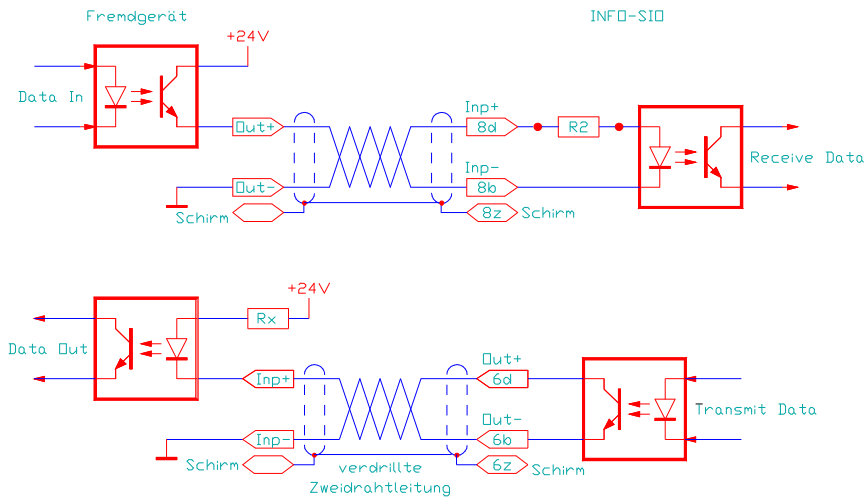 Fremdgerät
INFO-SIO
+24V
Data In
Out+
Inp+
8d
R2
Receive Data
Inp-
8b
Out-
Schirm
8z
Schirm
+24V
Rx
Data Out
Inp+
Out+
6d
Transmit Data
Out-
Inp-
6b
Schirm
verdrillte
Zweidrahtleitung
6z
Schirm